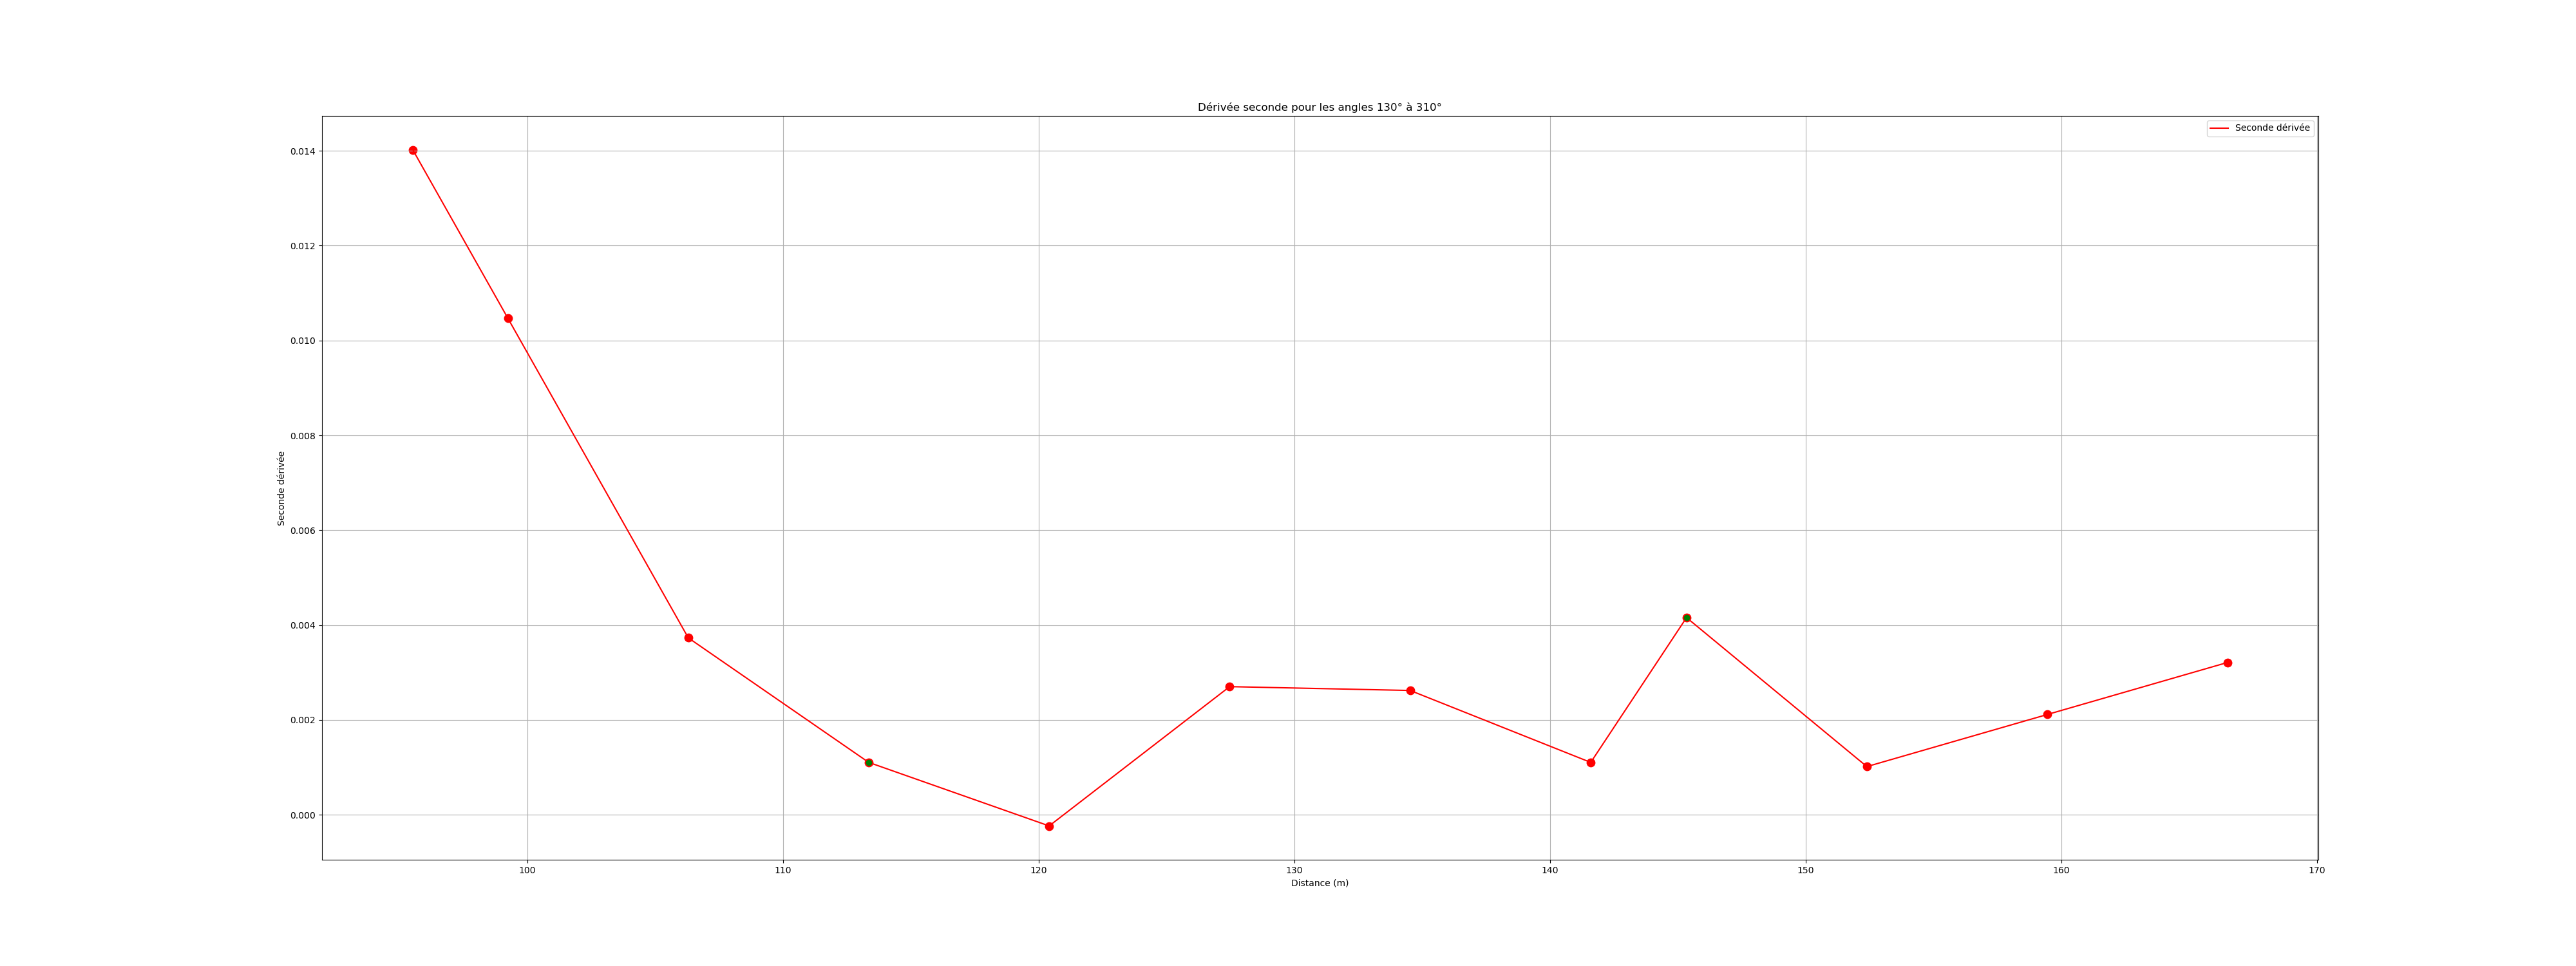 Dérivée seconde pour les angles 130° à 310°
Seconde dérivée
0.014
0.012
0.010
0.008
0.006
0.004
0.002
0.000
Seconde dérivée
100 110 120 130 140 150 160 170
Distance (m)